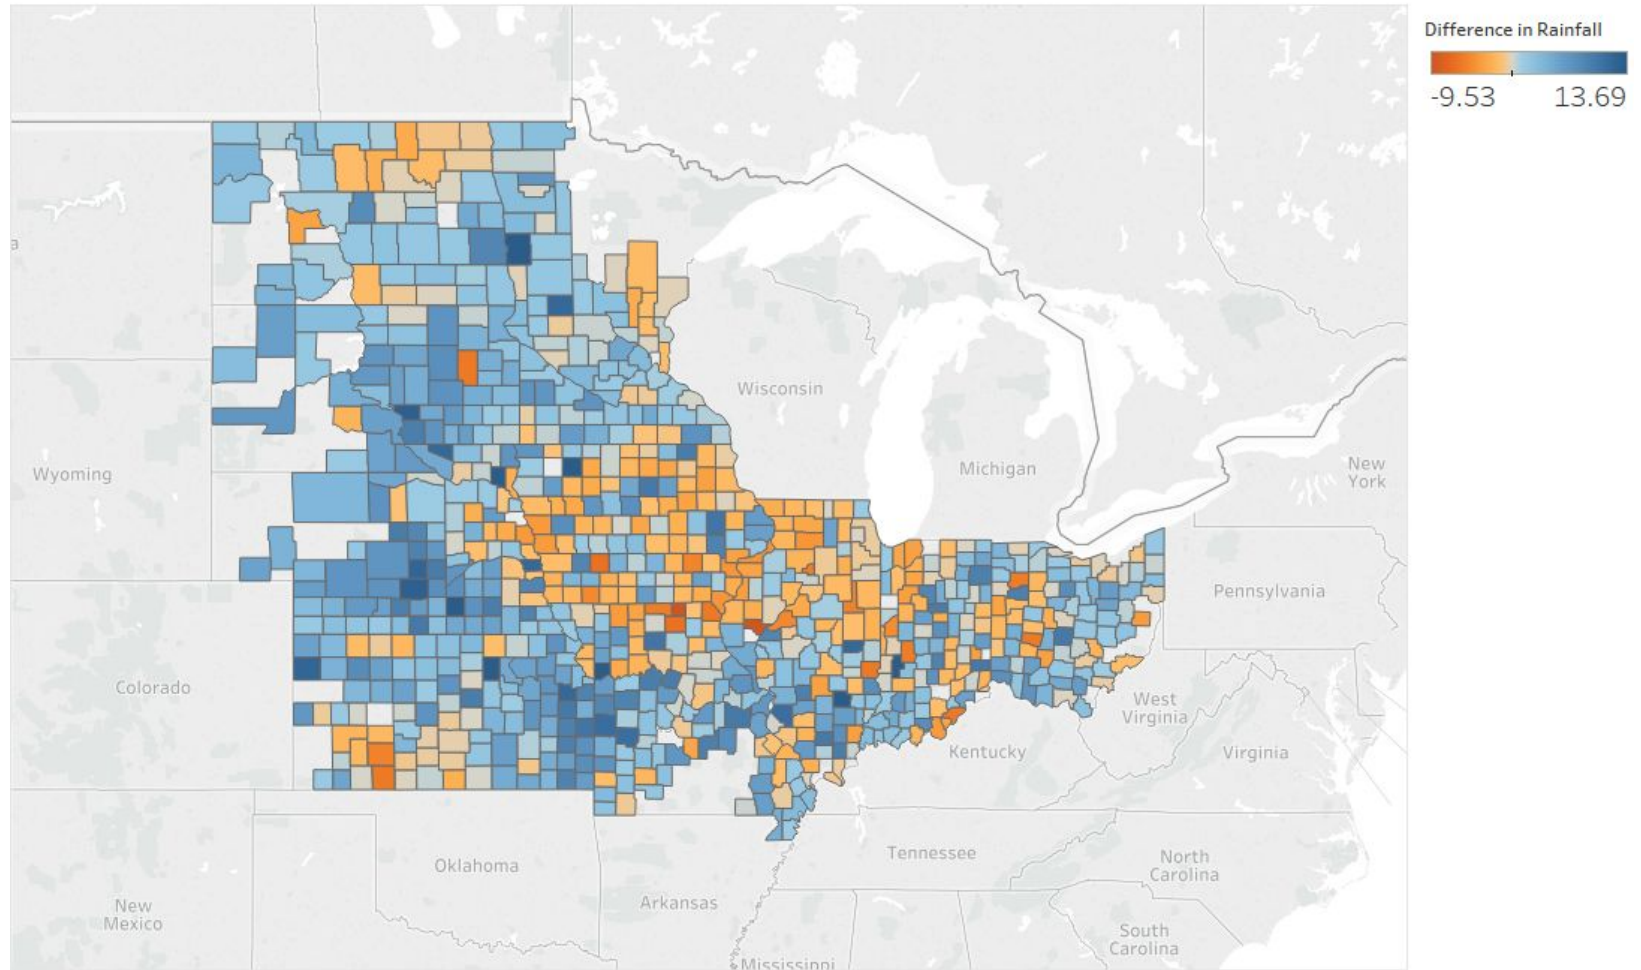 Difference in Rainfall
-9.53 13.69
a
Wisconsin
Michigan
New
York
Wyoming
Pennsylvania
Colorado
West
Virginia
Kentucky
Virginia
Oklahoma
Tennessee
North
Carolina
Arkansas
New
Mexico
South
Carolina
Mississippi